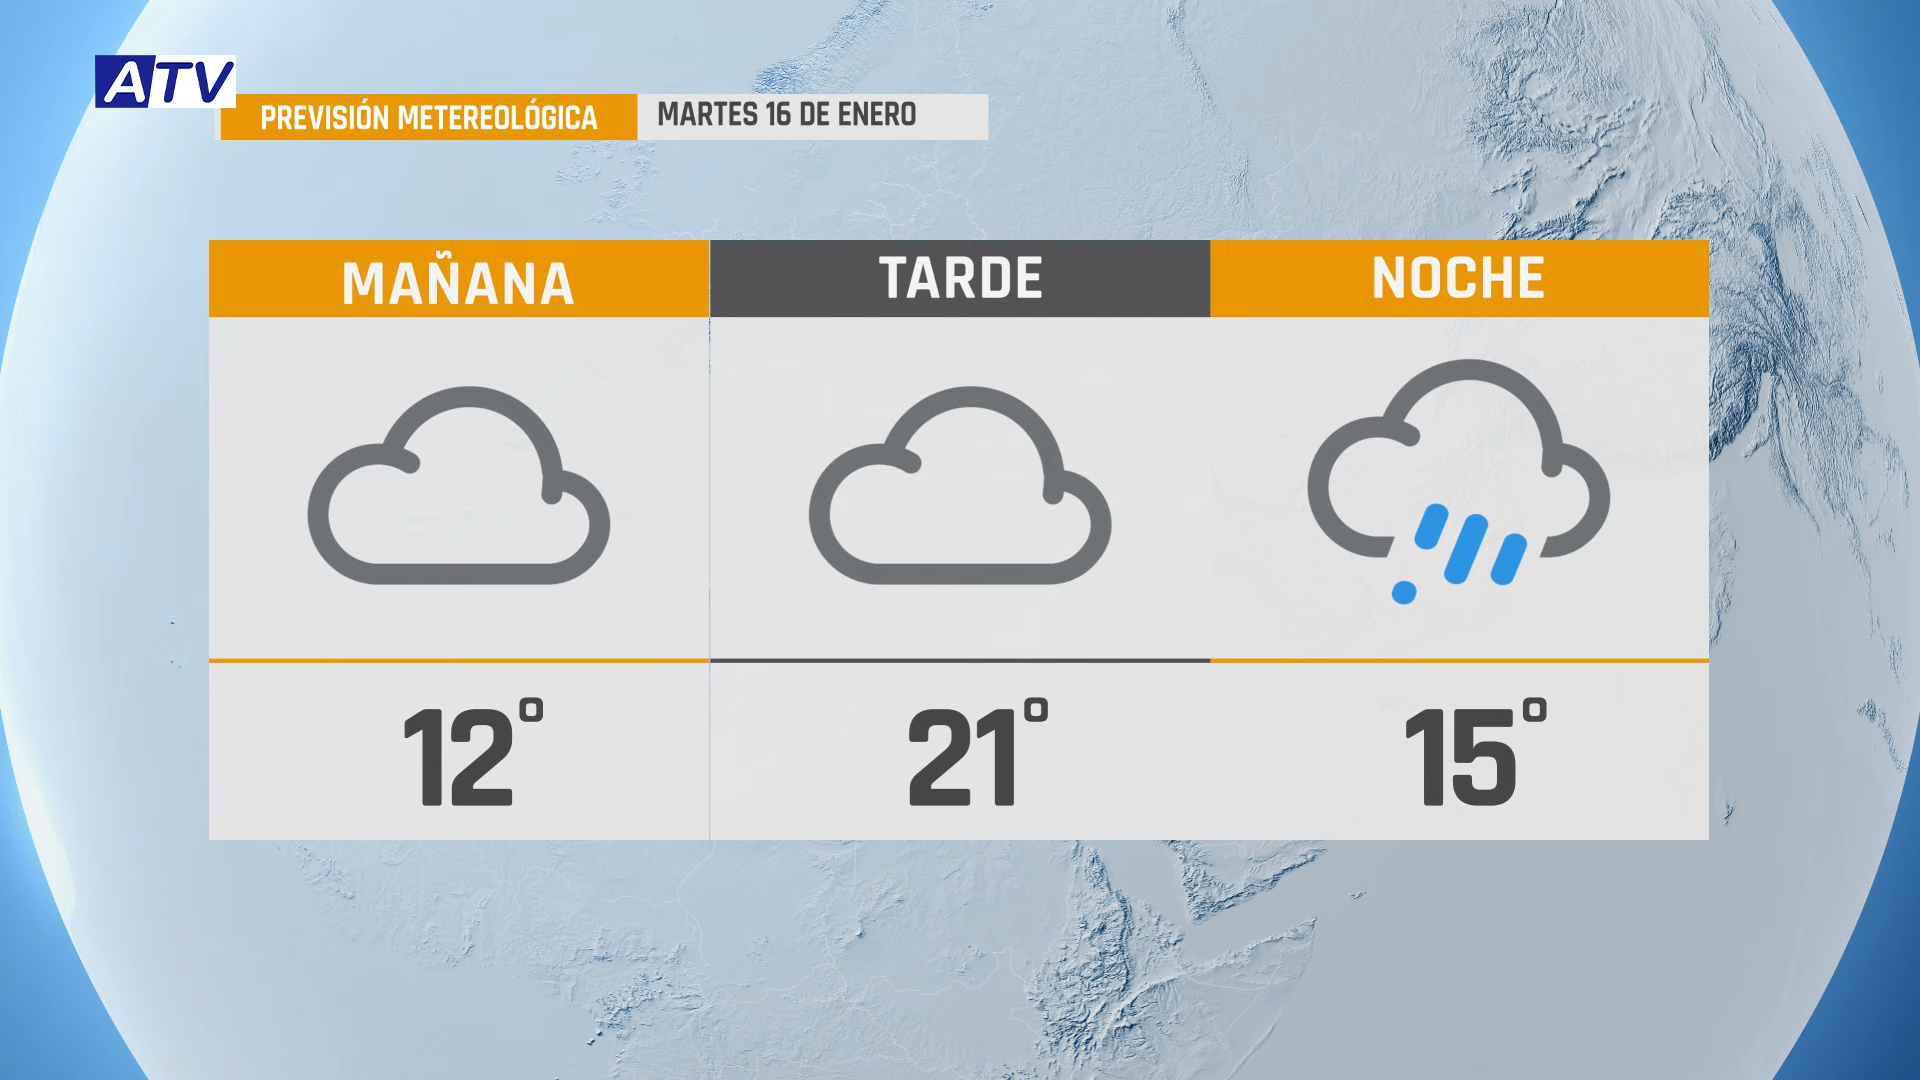 ATV
PREVISIÓN METEREOLÓGICA
MARTES 16 DE ENERO
MAÑANA
TARDE
NOCHE
12°
21°
15°